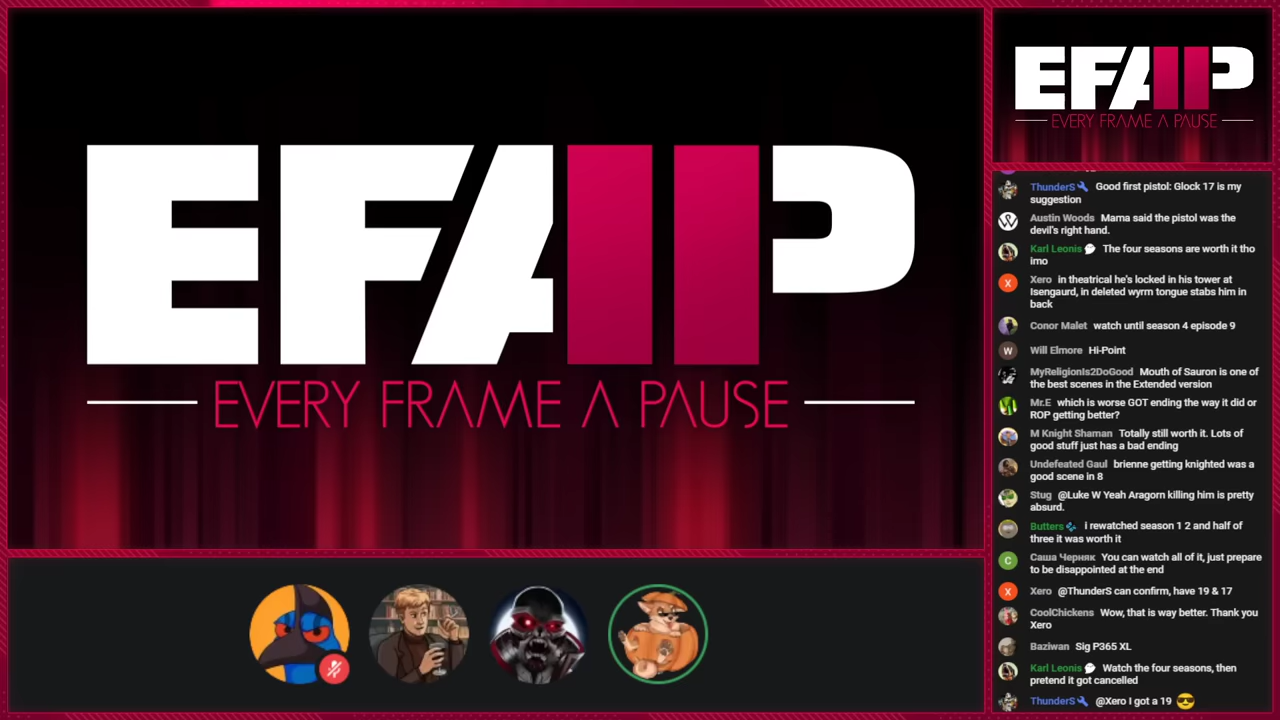 EFAP
EVERY FRAME A PAUSE
EFAP
EVERY FRAME A PAUSE
ThunderS Good first pistol: Glock 17 is my
suggestion
Austin Woods Mama said the pistol was the
devil's right hand.
Karl Leonis The four seasons are worth it tho
imo
Xero in theatrical he's locked in his tower at
Isengaurd, in deleted wyrm tongue stabs him in
back
Conor Malet watch until season 4 episode 9
W
Will Elmore Hi-Point
MyReligionIs2DoGood Mouth of Sauron is one of
the best scenes in the Extended version
Mr.E which is worse GOT ending the way it did or
ROP getting better?
M Knight Shaman Totally still worth it. Lots of
good stuff just has a bad ending
Undefeated Gaul brienne getting knighted was a
good scene in 8
Stug @Luke W Yeah Aragorn killing him is pretty
absurd.
Butters i rewatched season 1 2 and half of
three it was worth it
C
Саша Черняк You can watch all of it, just prepare
to be disappointed at the end
X
Xero @ThunderS can confirm, have 19 & 17
CoolChickens Wow, that is way better. Thank you
Xero
Baziwan Sig P365 XL
Karl Leonis Watch the four seasons, then
pretend it got cancelled
ThunderS @Xero I got a 19